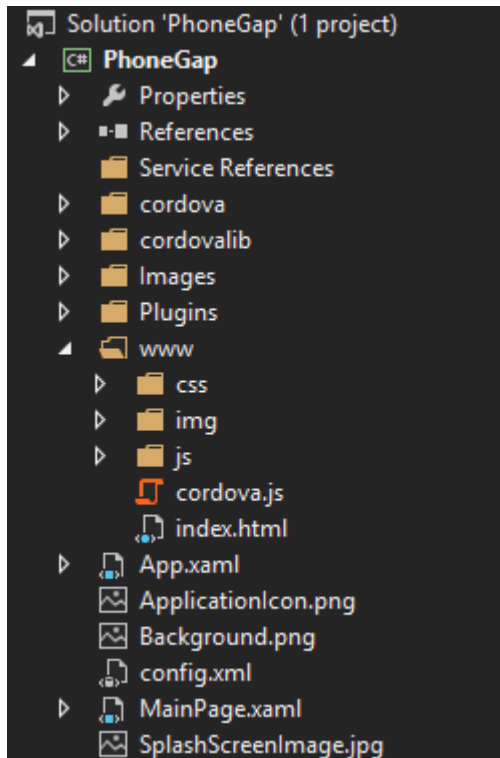 Solution 'PhoneGap' (1 project)
C# PhoneGap
Properties
References
Service References
cordova
cordovalib
Images
Plugins
www
css
img
js
cordova.js
index.html
App.xaml
ApplicationIcon.png
Background.png
config.xml
MainPage.xaml
SplashScreenImage.jpg